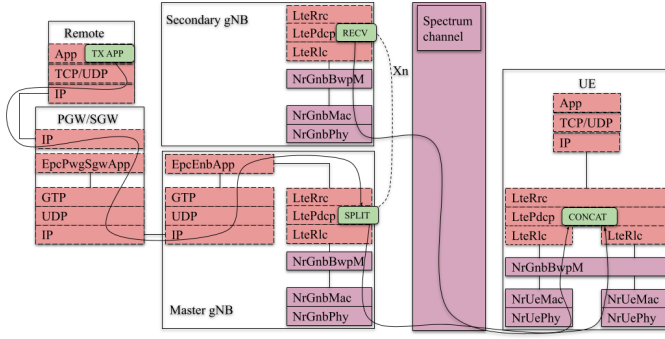 Remote
App
TX APP
TCP/UDP
IP
PGW/SGW
IP
EpcPwgSgwApp
GTP
UDP
IP
Secondary gNB
LteRrc
LtePdcp
RECV
LteRlc
NrGnbBwpM
NrGnbMac
NrGnbPhy
Xn
EpcEnbApp
GTP
UDP
IP
LteRrc
LtePdcp
SPLIT
LteRlc
NrGnbBwpM
NrGnbMac
NrGnbPhy
Master gNB
Spectrum
channel
UE
App
TCP/UDP
IP
LteRrc
LtePdcp
CONCAT
LteRlc
LteRlc
NrGnbBwpM
NrUeMac
NrUePhy
NrUeMac
NrUePhy